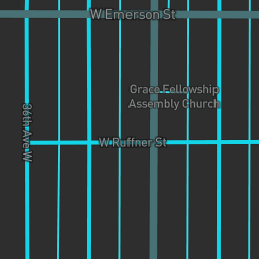 W Emerson St
Grace Fellowship
Assembly Church
W Ruffner St
36th Ave W